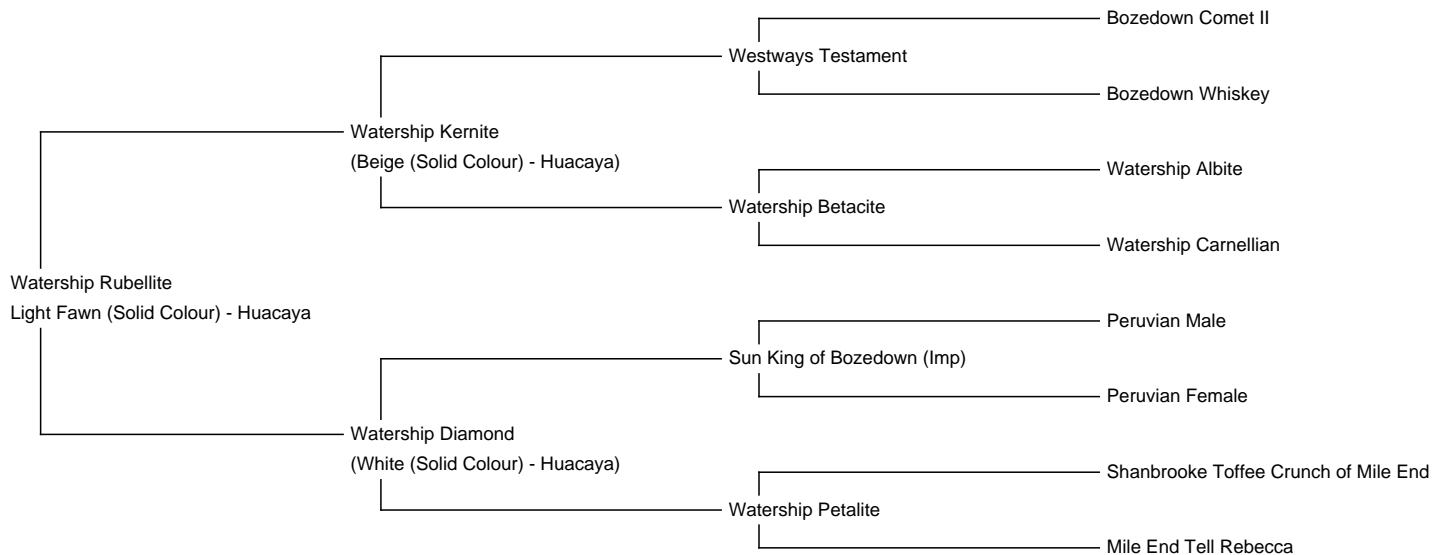 Bozedown Comet II
Westways Testament
Bozedown Whiskey
Watership Kernite
(Beige (Solid Colour) - Huacaya)
Watership Albite
Watership Betacite
Watership Carnellian
Watership Rubellite
Light Fawn (Solid Colour) - Huacaya
Peruvian Male
Sun King of Bozedown (Imp)
Peruvian Female
Watership Diamond
(White (Solid Colour) - Huacaya)
Shanbrooke Toffee Crunch of Mile End
Watership Petalite
Mile End Tell Rebecca